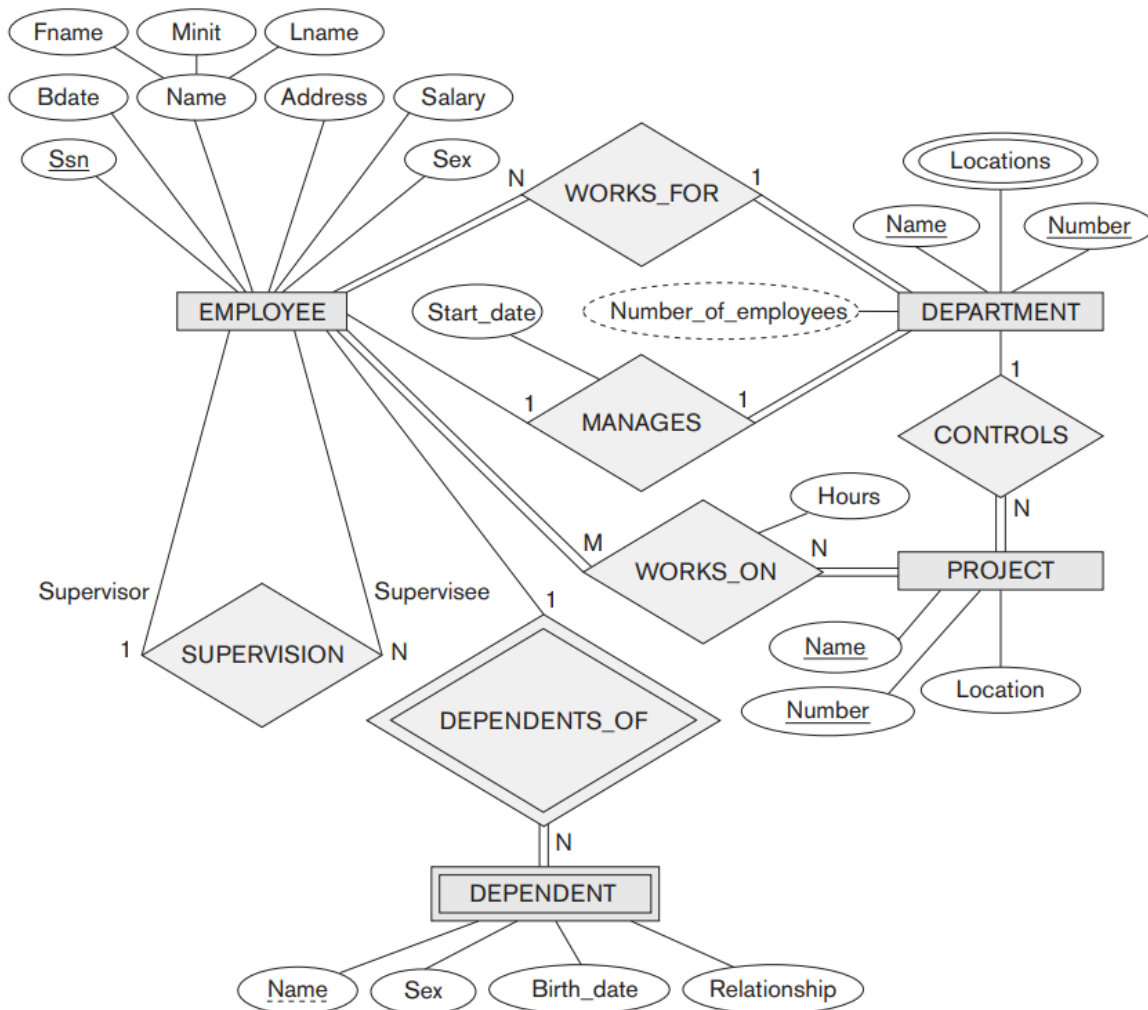 Fname
Minit
Lname
Bdate
Name
Address
Salary
Ssn
Sex
N
WORKS_FOR
1
Locations
Name
Number
EMPLOYEE
Start_date
Number_of_employees
DEPARTMENT
1
MANAGES
1
1
CONTROLS
N
Hours
M
WORKS_ON
N
PROJECT
Supervisor
Supervisee
1
SUPERVISION
N
1
Name
Number
Location
DEPENDENTS_OF
N
DEPENDENT
Name
Sex
Birth_date
Relationship